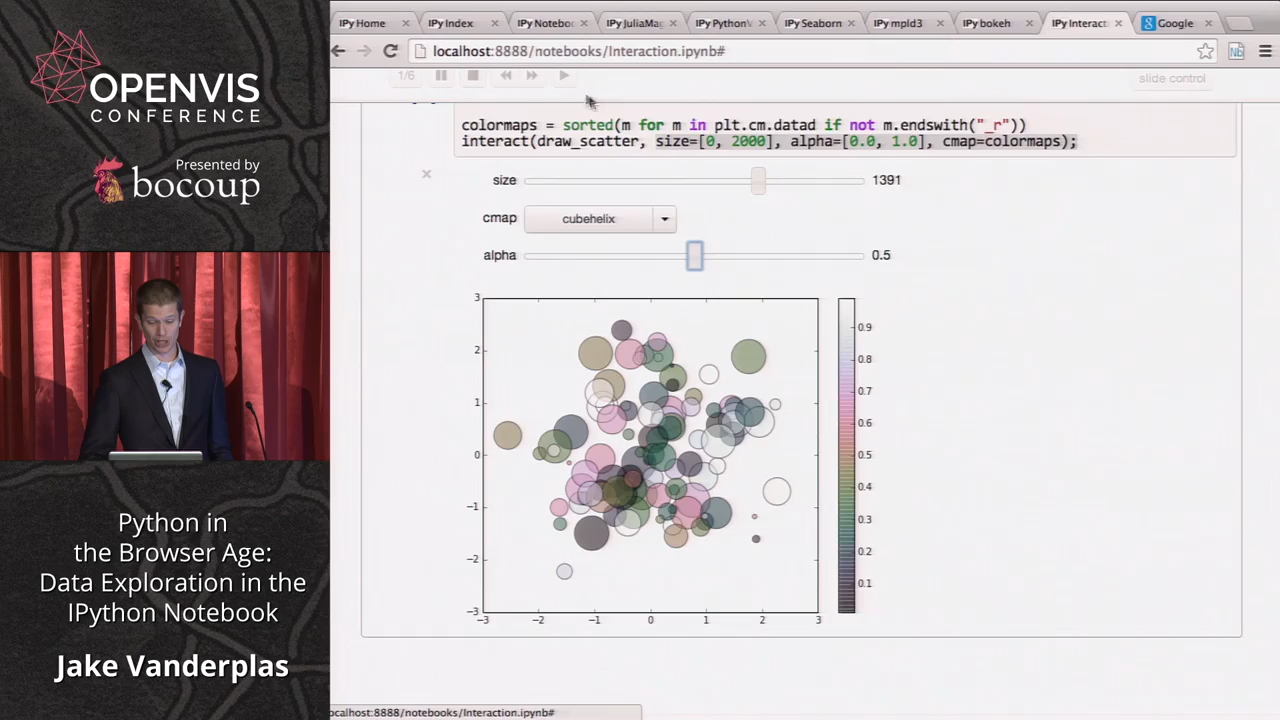 OPENVIS
CONFERENCE
Presented by
bocoup
Python in
the Browser Age:
Data Exploration in the
IPython Notebook
Jake Vanderplas
IPy Home
IPy Index
IPy Noteboo
IPy JuliaMag
IPy PythonV
IPy Seaborn
IPy mpld3
IPy bokeh
IPy Interact
Google
localhost:8888/notebooks/Interaction.ipynb#
1/6
slide control
colormaps = sorted(m for m in plt.cm.datad if not m.endswith("_r"))
interact(draw_scatter, size=[0, 2000], alpha=[0.0, 1.0], cmap=colormaps);
size 1391
cmap cubehelix
alpha 0.5
3
2
1
0
−1
−2
−3
−3 −2 −1 0 1 2 3
0.9
0.8
0.7
0.6
0.5
0.4
0.3
0.2
0.1
ocalhost:8888/notebooks/Interaction.ipynb#